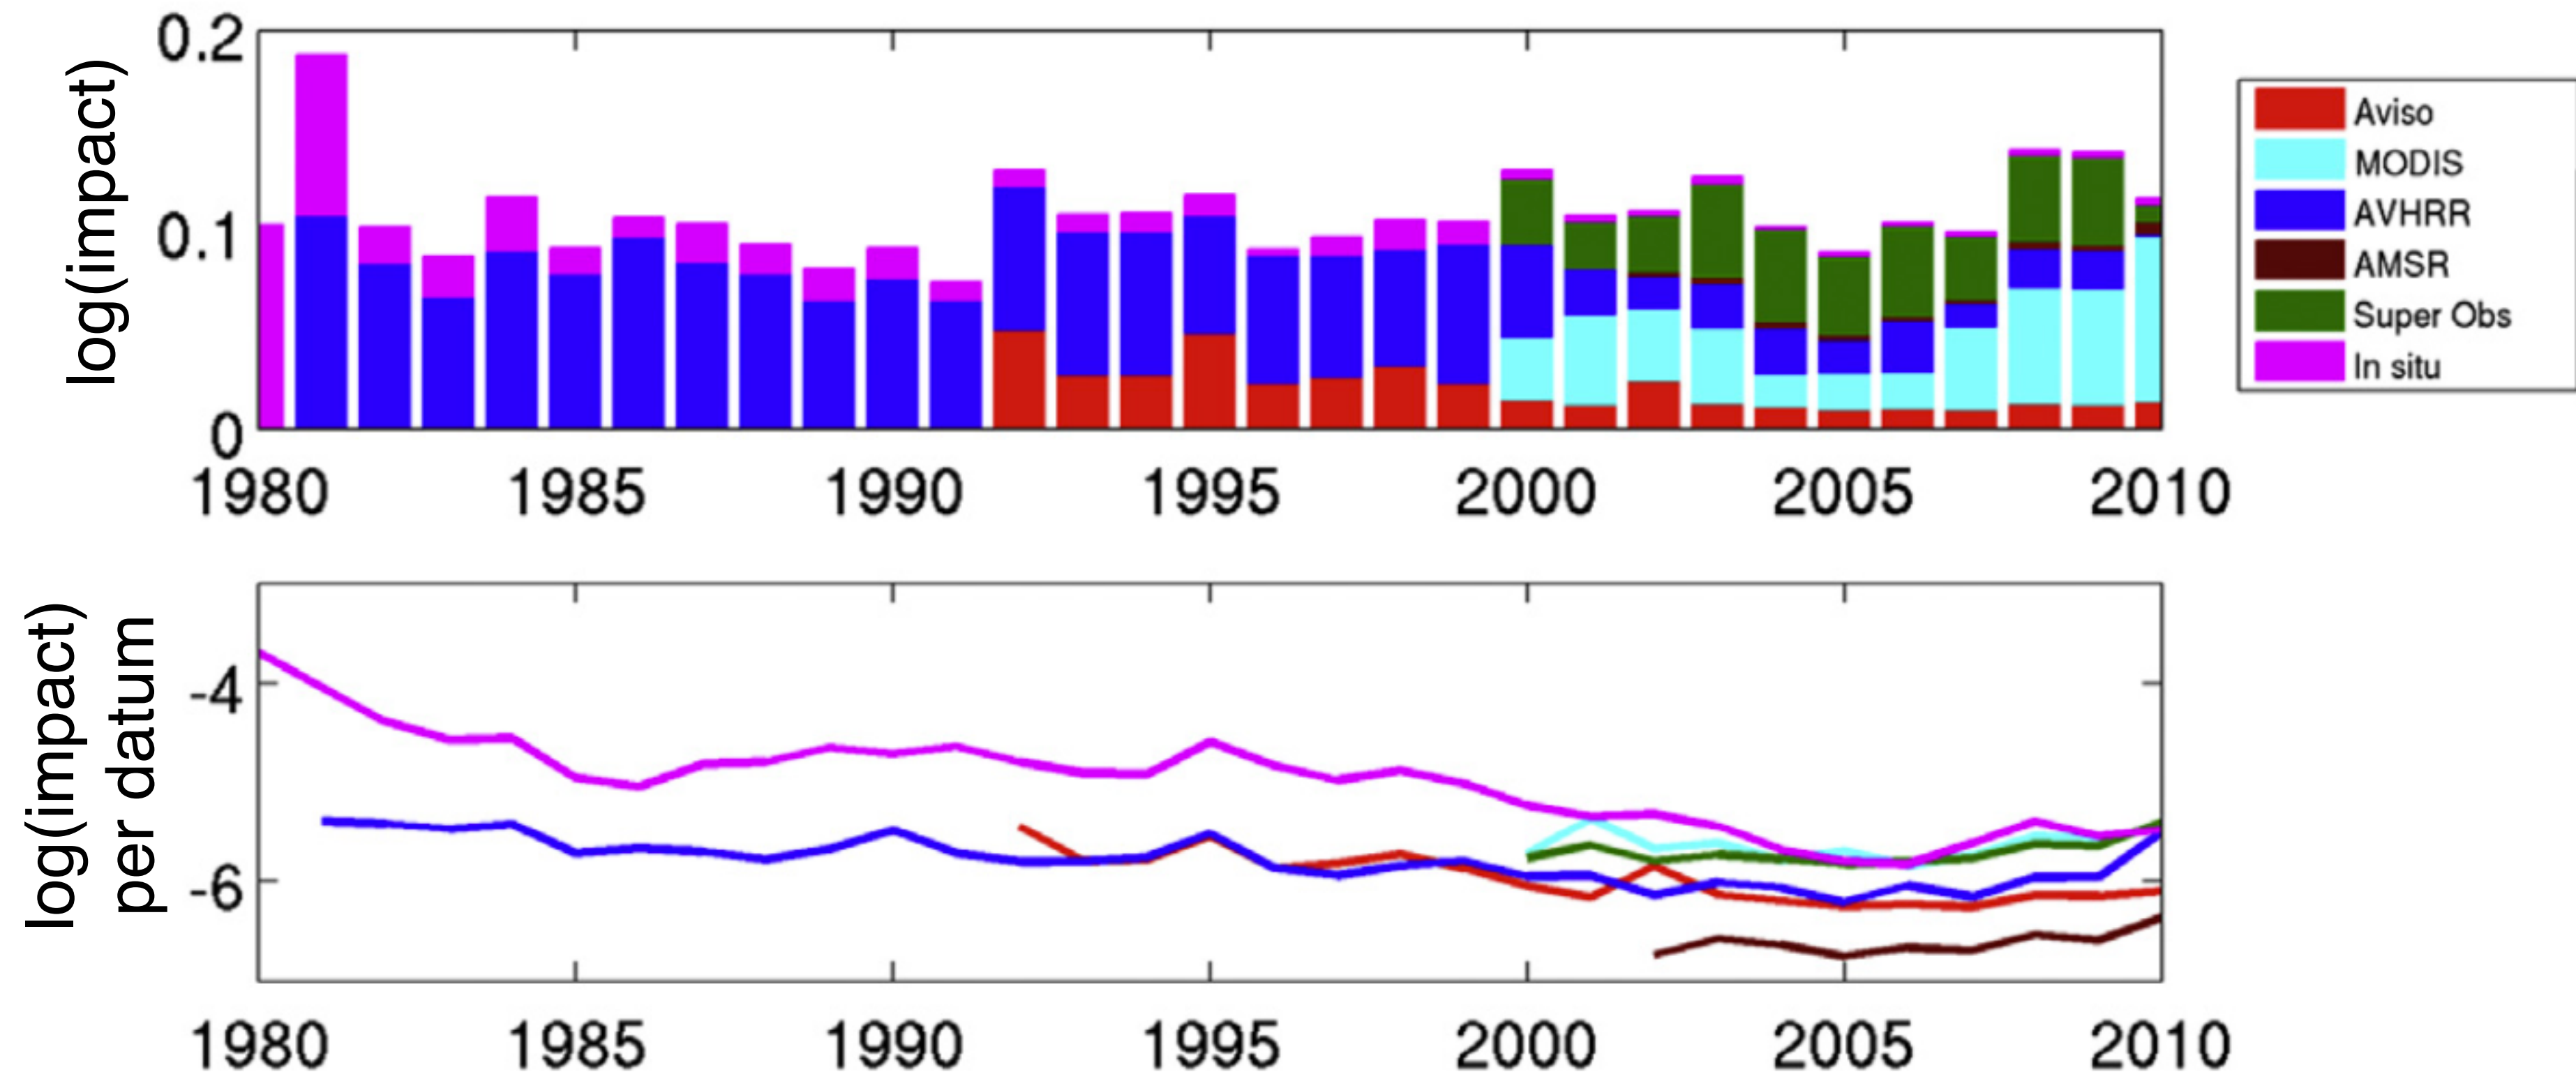 log(impact)
0.2
0.1
0
1980 1985 1990 1995 2000 2005 2010
Aviso
MODIS
AVHRR
AMSR
Super Obs
In situ
log(impact)
per datum
-4
-6
1980 1985 1990 1995 2000 2005 2010